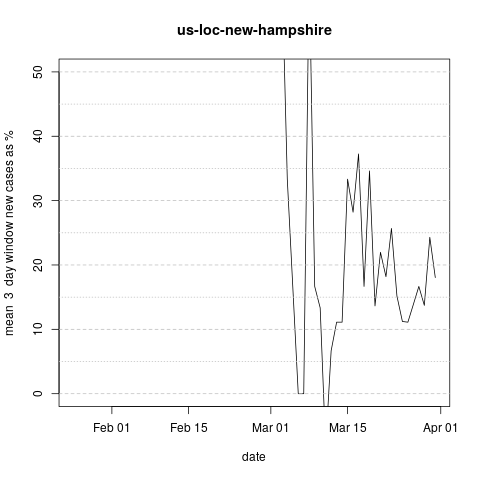 us-loc-new-hampshire
mean 3 day window new cases as %
50
40
30
20
10
0
Feb 01 Feb 15 Mar 01 Mar 15 Apr 01
date